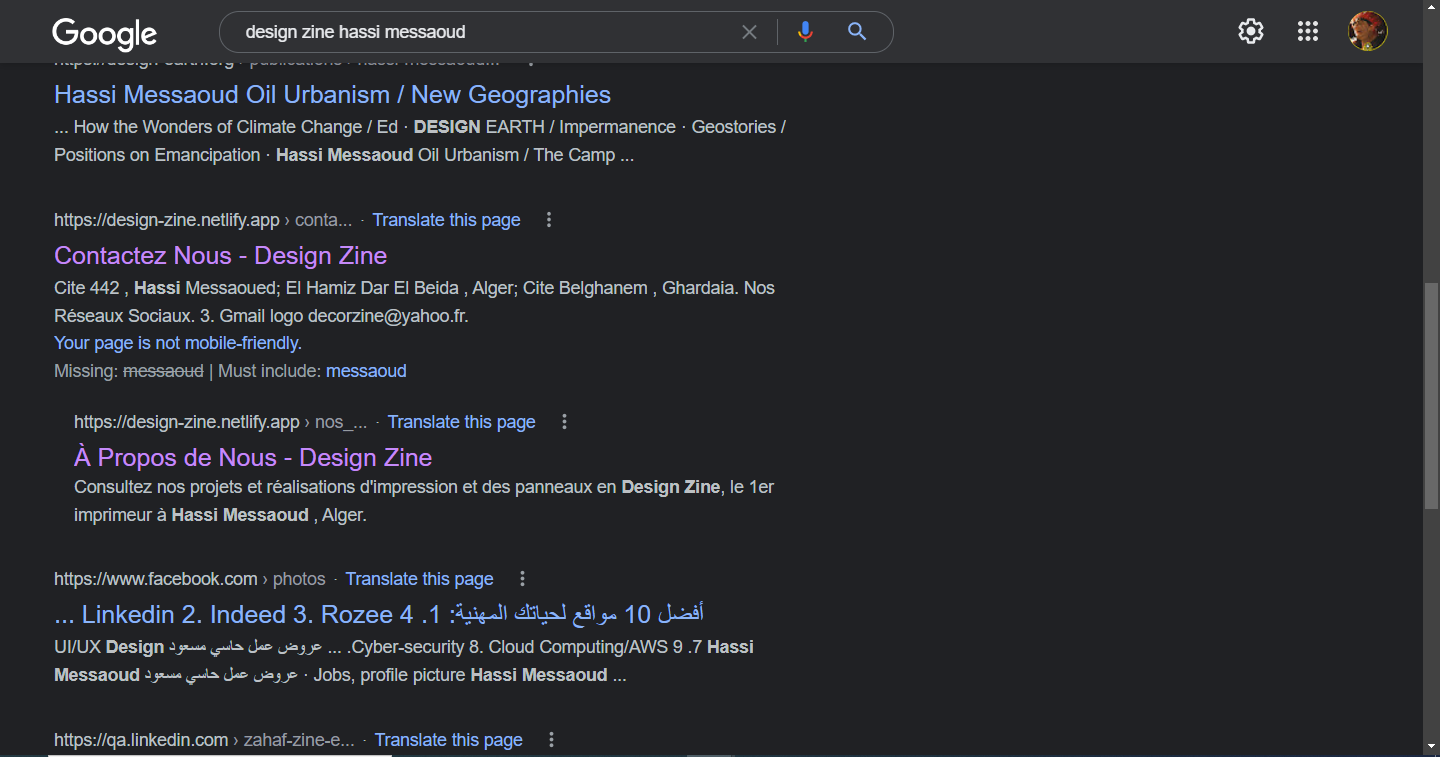 Google
design zine hassi messaoud
https://design-earth.org › publications › hassi-messaoud...
Hassi Messaoud Oil Urbanism / New Geographies
... How the Wonders of Climate Change / Ed · DESIGN EARTH / Impermanence · Geostories /
Positions on Emancipation · Hassi Messaoud Oil Urbanism / The Camp ...
https://design-zine.netlify.app › conta... · Translate this page
Contactez Nous - Design Zine
Cite 442 , Hassi Messaoued; El Hamiz Dar El Beida , Alger; Cite Belghanem , Ghardaia. Nos
Réseaux Sociaux. 3. Gmail logo decorzine@yahoo.fr.
Your page is not mobile-friendly.
Missing: messaoud | Must include: messaoud
https://design-zine.netlify.app › nos_... · Translate this page
À Propos de Nous - Design Zine
Consultez nos projets et réalisations d'impression et des panneaux en Design Zine, le 1er
imprimeur à Hassi Messaoud , Alger.
https://www.facebook.com › photos · Translate this page
أفضل 10 مواقع لحياتك المهنية: 1. Linkedin 2. Indeed 3. Rozee 4 ...
UI/UX Design عروض عمل حاسي مسعود ... .Cyber-security 8. Cloud Computing/AWS 9 .7 Hassi
Messaoud عروض عمل حاسي مسعود · Jobs, profile picture Hassi Messaoud ...
https://qa.linkedin.com › zahaf-zine-e... · Translate this page